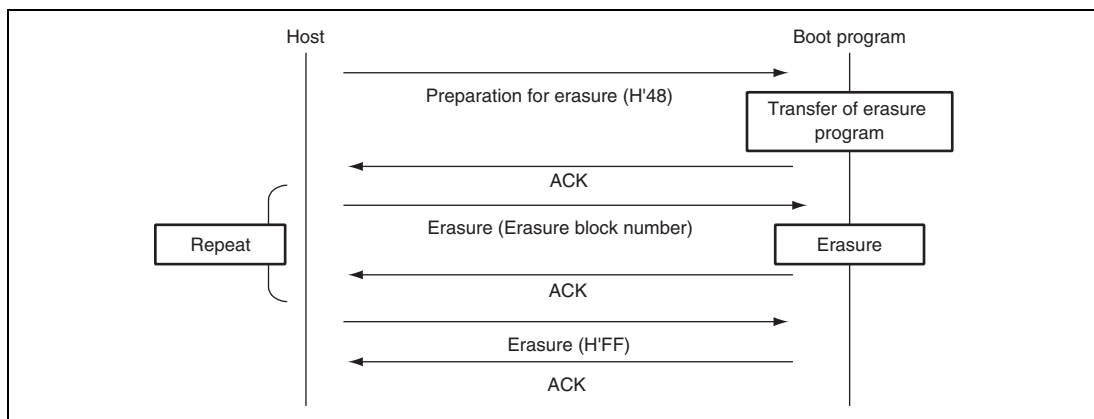 Host
Boot program
Preparation for erasure (H'48)
Transfer of erasure
program
ACK
Erasure (Erasure block number)
Repeat
Erasure
ACK
Erasure (H'FF)
ACK